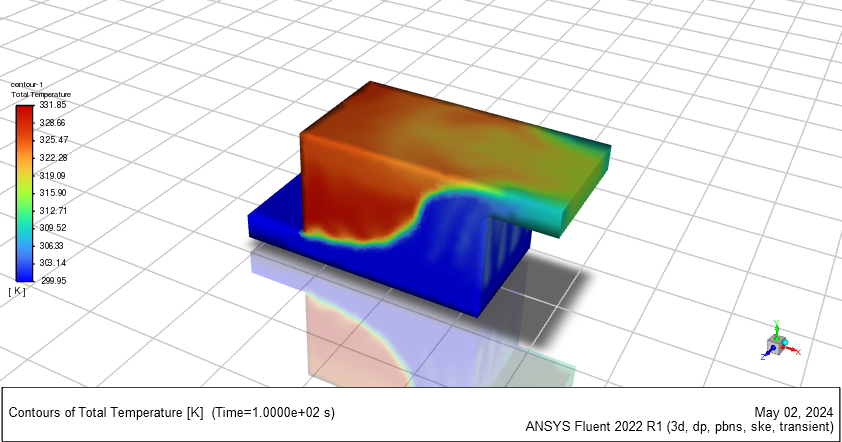 contour-1
Total Temperature
331.85
328.66
325.47
322.28
319.09
315.90
312.71
309.52
306.33
303.14
299.95
[ K ]
Y
X
Z
Contours of Total Temperature [K]  (Time=1.0000e+02 s)
May 02, 2024
ANSYS Fluent 2022 R1 (3d, dp, pbns, ske, transient)